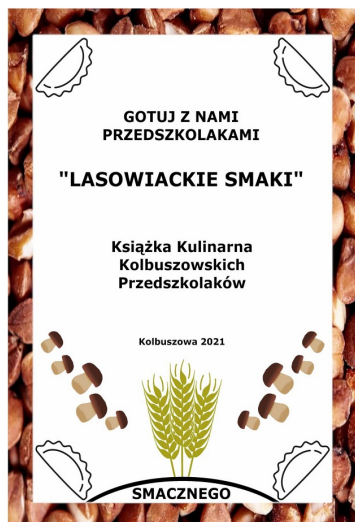 GOTUJ Z NAMI
PRZEDSZKOLAKAMI
"LASOWIACKIE SMAKI"
Książka Kulinarna
Kolbuszowskich
Przedszkolaków
Kolbuszowa 2021
SMACZNEGO